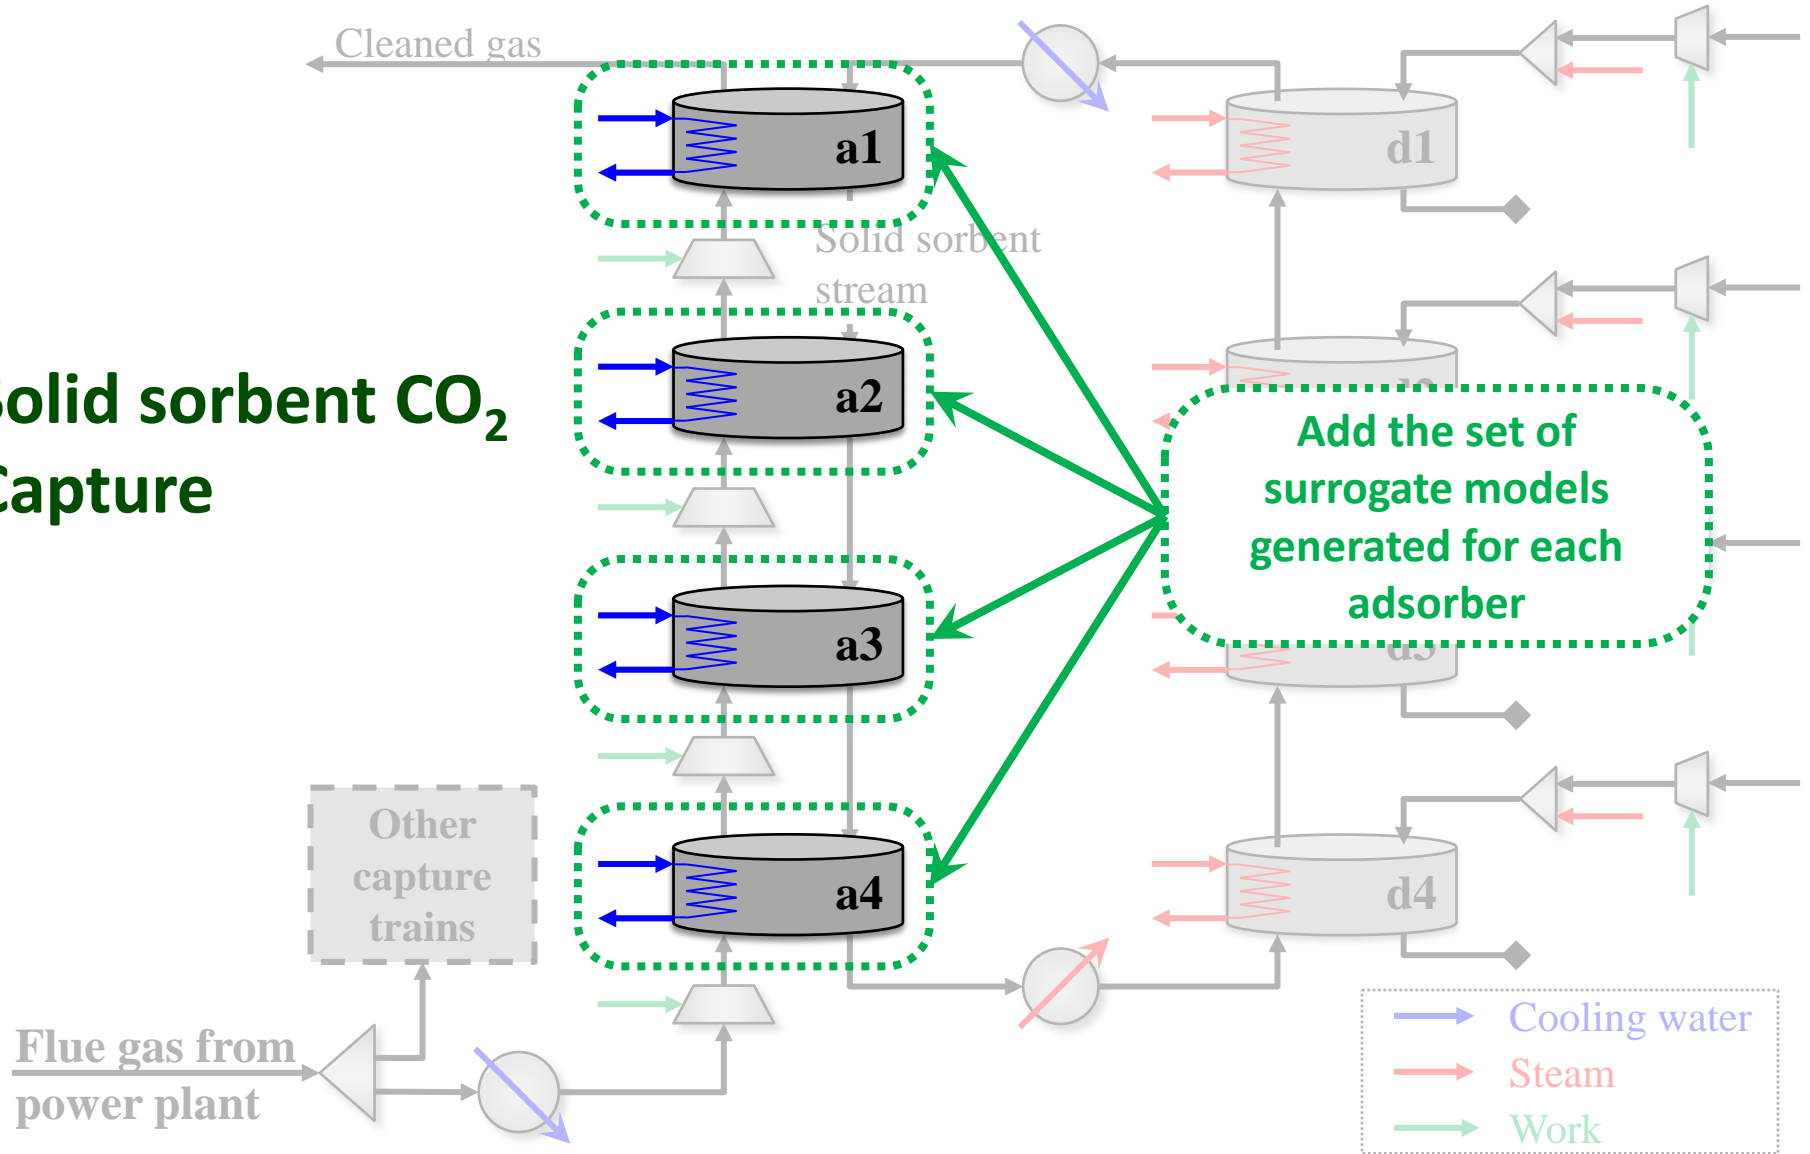 Cleaned gas
a1
d1
Solid sorbent
stream
olid sorbent CO₂
apture
a2
Add the set of
surrogate models
generated for each
adsorber
a3
d3
Other
capture
trains
a4
d4
Flue gas from
power plant
Cooling water
Steam
Work